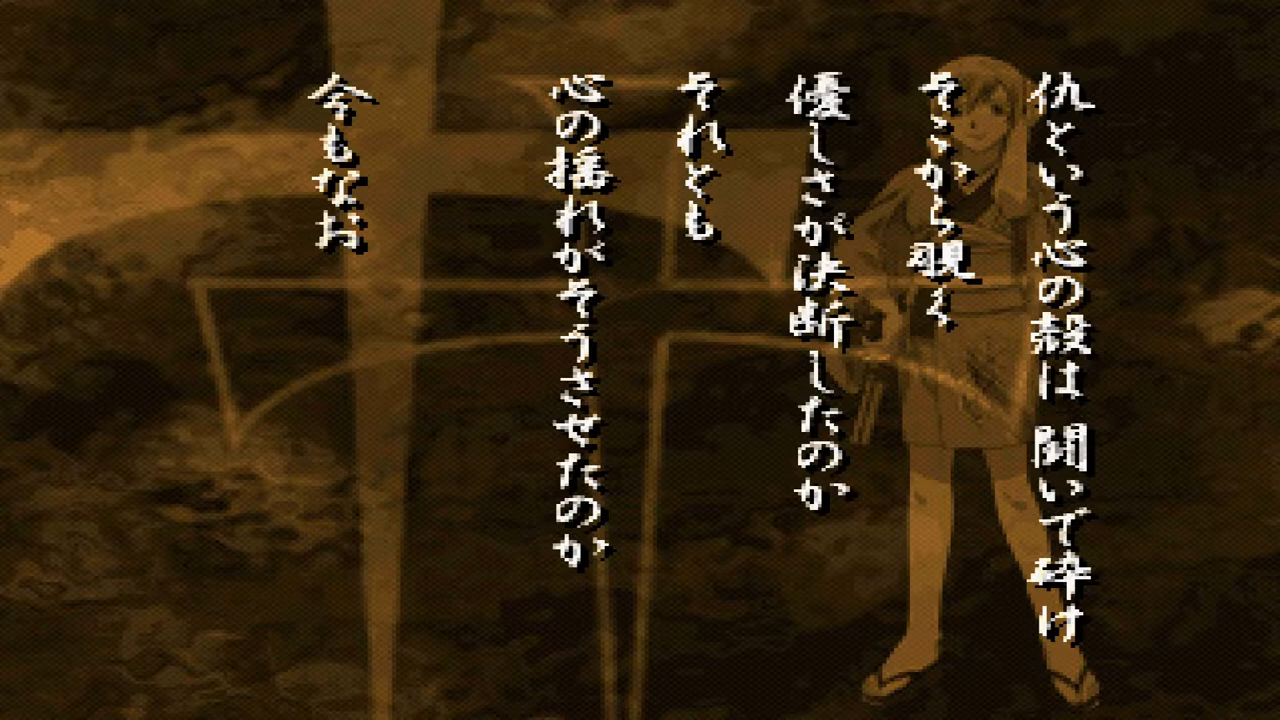 仇という心の殻は 闘いで砕け
そこから覗く
優しさが決断したのか
それとも
心の揺れがそうさせたのか
今もなお